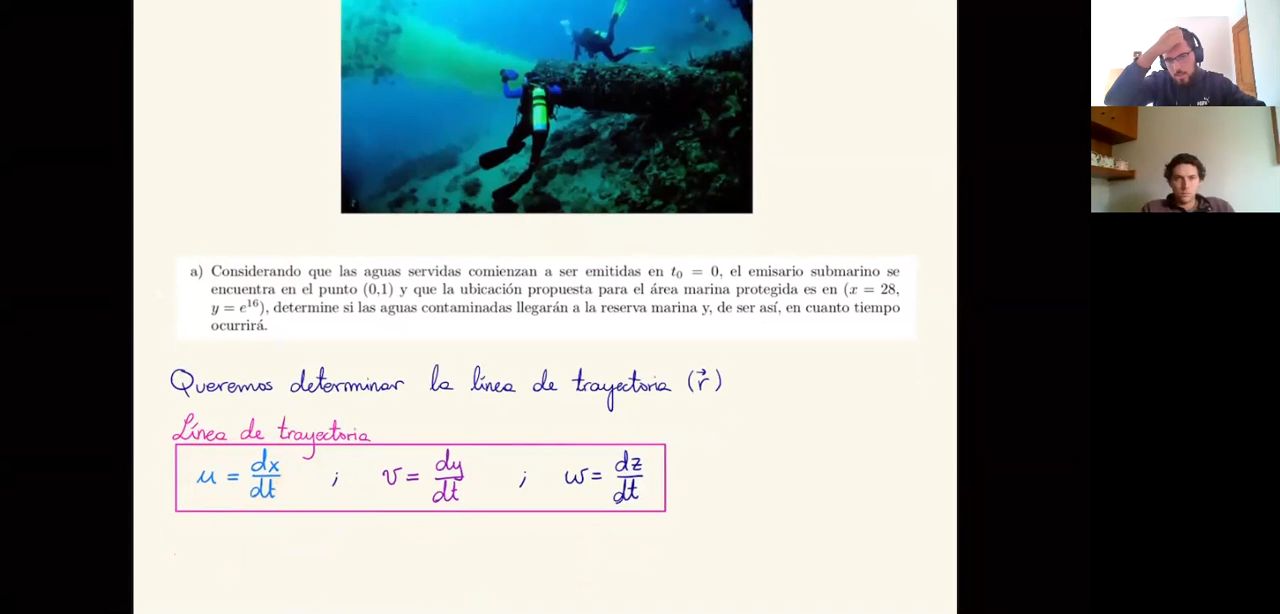 a) Considerando que las aguas servidas comienzan a ser emitidas en t₀ = 0, el emisario submarino se
encuentra en el punto (0,1) y que la ubicación propuesta para el área marina protegida es en (x = 28,
y = e¹⁶), determine si las aguas contaminadas llegarán a la reserva marina y, de ser así, en cuanto tiempo
ocurrirá.
Queremos determinar la línea de trayectoria (r⃗)
Línea de trayectoria
u = dx/dt ; v = dy/dt ; w = dz/dt